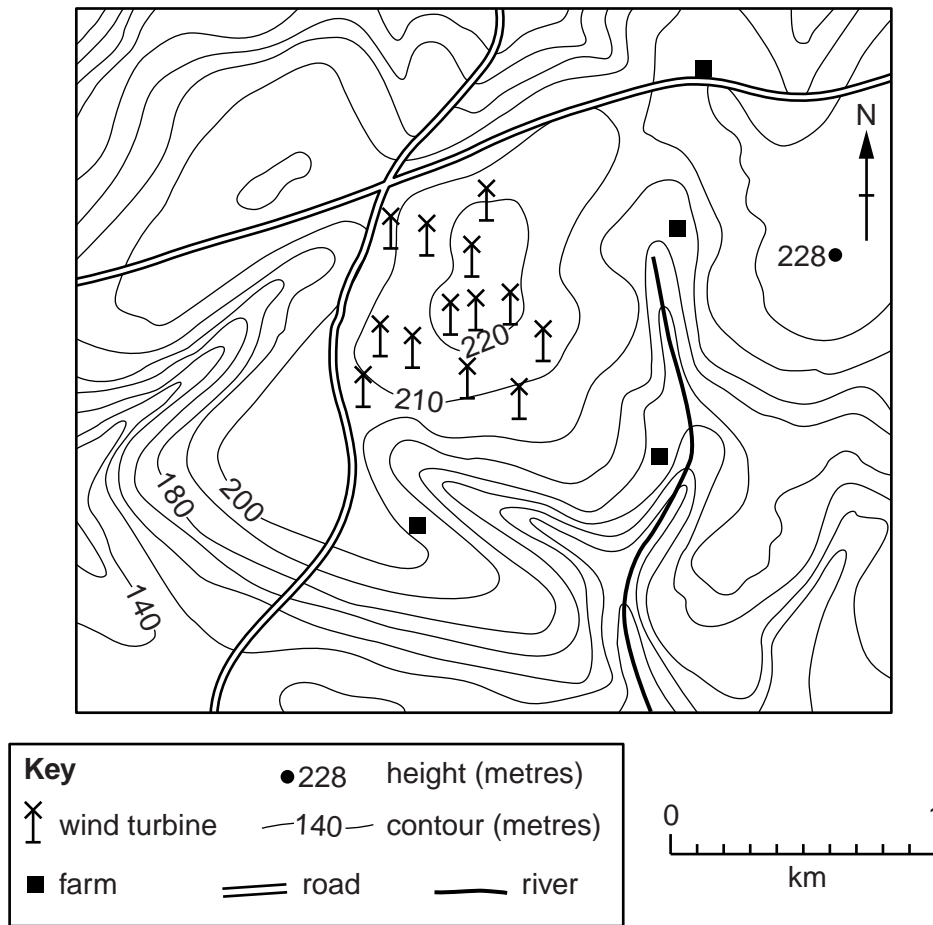 N
228
220
210
200
180
140
Key
228 height (metres)
wind turbine
140 contour (metres)
farm
road
river
0 1
km